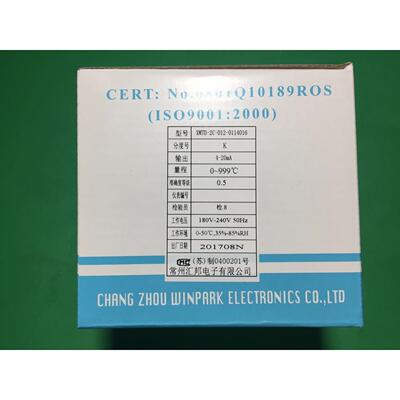 CERT: No.0801Q10189ROS
(ISO9001:2000)
型号 XMTD-2C-012-0114016
分度号 K
输出 4-20mA
量程 0~999℃
精确度等级 0.5
仪表编号
检验员 检8
工作电压 180V-240V 50Hz
工作环境 0-50℃,35%-85%RH
出厂日期 201708N
MC (苏)制0400201号
常州汇邦电子有限公司
CHANG ZHOU WINPARK ELECTRONICS CO.,LTD